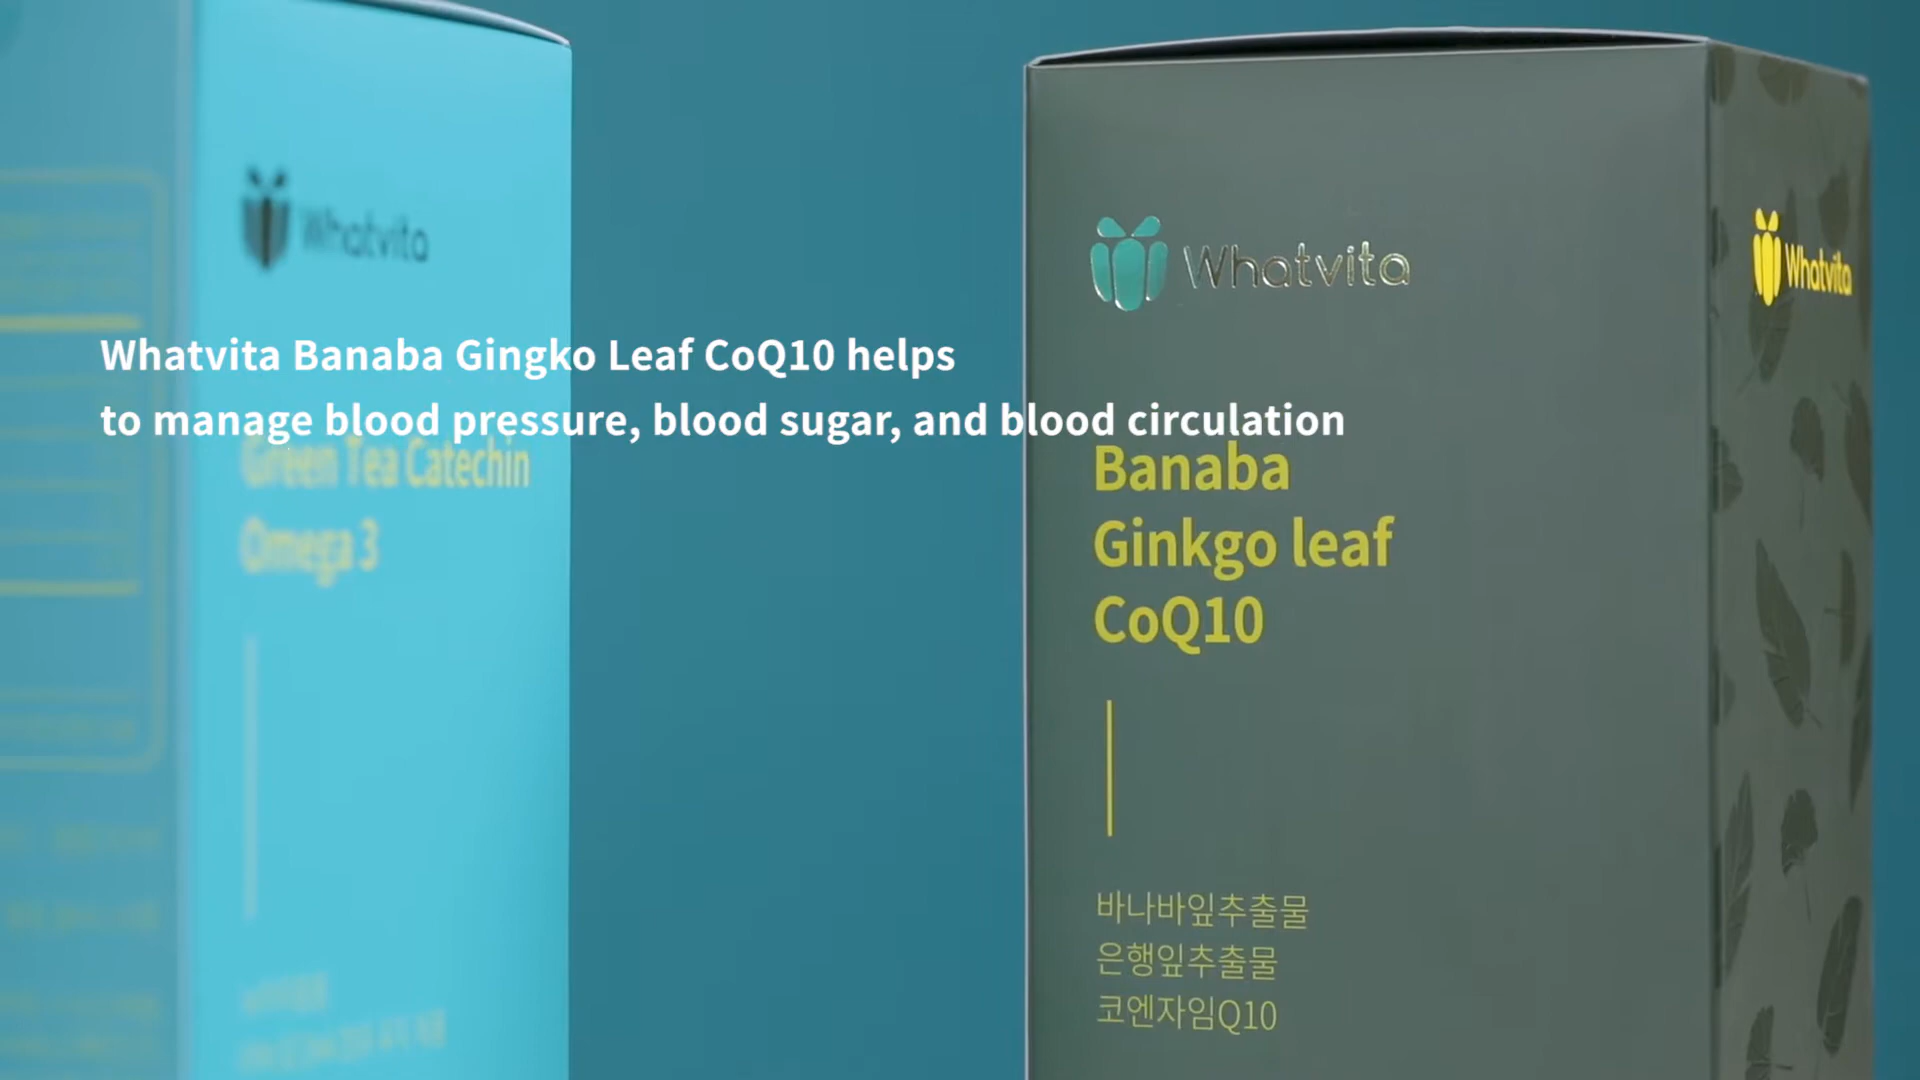 Whatvita
Whatvita Banaba Gingko Leaf CoQ10 helps
to manage blood pressure, blood sugar, and blood circulation
Green Tea Catechin
Omega 3
Whatvita
Banaba
Ginkgo leaf
CoQ10
바나바잎추출물
은행잎추출물
코엔자임Q10
Whatvita